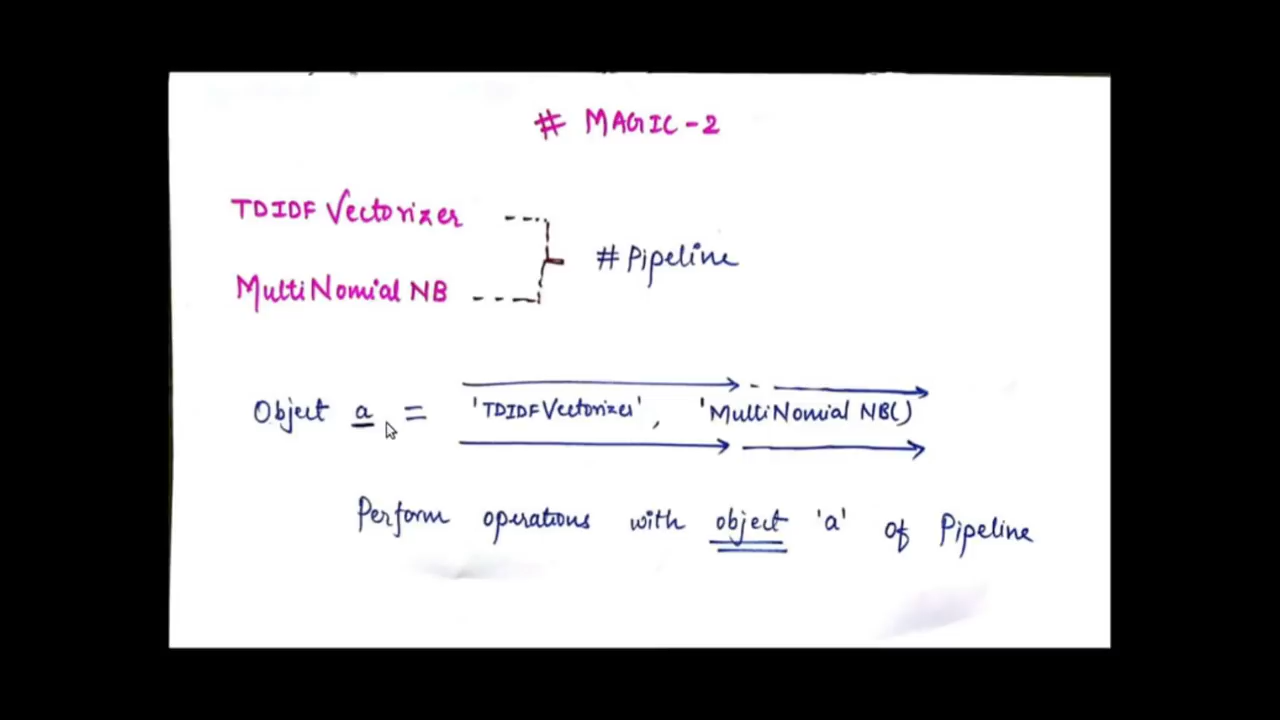 # MAGIC-2
TDIDF Vectorizer
# Pipeline
MultiNomial NB
Object a = 'TDIDF Vectorizer', 'MultiNomial NB()
Perform operations with object 'a' of Pipeline